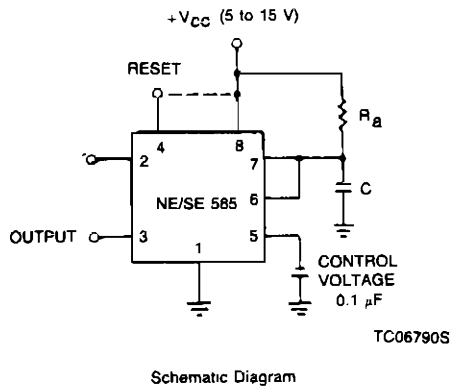 +VCC (5 to 15 V)
RESET
Ra
4
8
2
7
C
NE/SE 585
6
OUTPUT
3
5
1
CONTROL
VOLTAGE
0.1 μF
TC06790S
Schematic Diagram